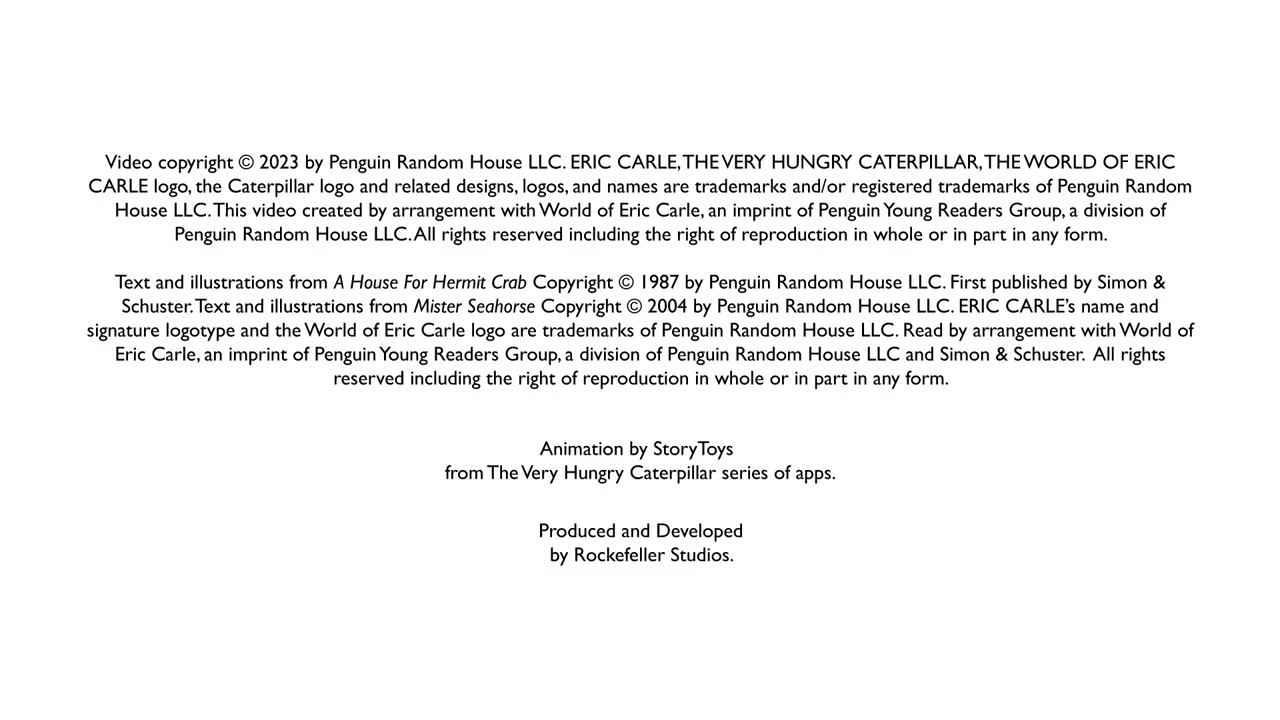 Video copyright © 2023 by Penguin Random House LLC. ERIC CARLE, THE VERY HUNGRY CATERPILLAR, THE WORLD OF ERIC
CARLE logo, the Caterpillar logo and related designs, logos, and names are trademarks and/or registered trademarks of Penguin Random
House LLC. This video created by arrangement with World of Eric Carle, an imprint of Penguin Young Readers Group, a division of
Penguin Random House LLC. All rights reserved including the right of reproduction in whole or in part in any form.
Text and illustrations from A House For Hermit Crab Copyright © 1987 by Penguin Random House LLC. First published by Simon &
Schuster. Text and illustrations from Mister Seahorse Copyright © 2004 by Penguin Random House LLC. ERIC CARLE’s name and
signature logotype and the World of Eric Carle logo are trademarks of Penguin Random House LLC. Read by arrangement with World of
Eric Carle, an imprint of Penguin Young Readers Group, a division of Penguin Random House LLC and Simon & Schuster. All rights
reserved including the right of reproduction in whole or in part in any form.
Animation by StoryToys
from The Very Hungry Caterpillar series of apps.
Produced and Developed
by Rockefeller Studios.